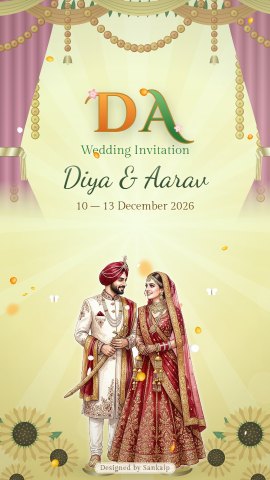 DA
Wedding Invitation
Diya & Aarav
10 — 13 December 2026
Designed by Sankalp